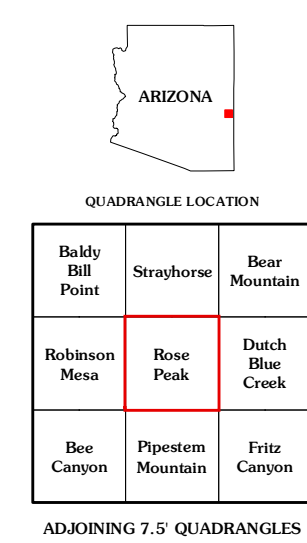 ARIZONA
QUADRANGLE LOCATION
Baldy
Bill
Point
Strayhorse
Bear
Mountain
Robinson
Mesa
Rose
Peak
Dutch
Blue
Creek
Bee
Canyon
Pipestem
Mountain
Fritz
Canyon
ADJOINING 7.5' QUADRANGLES